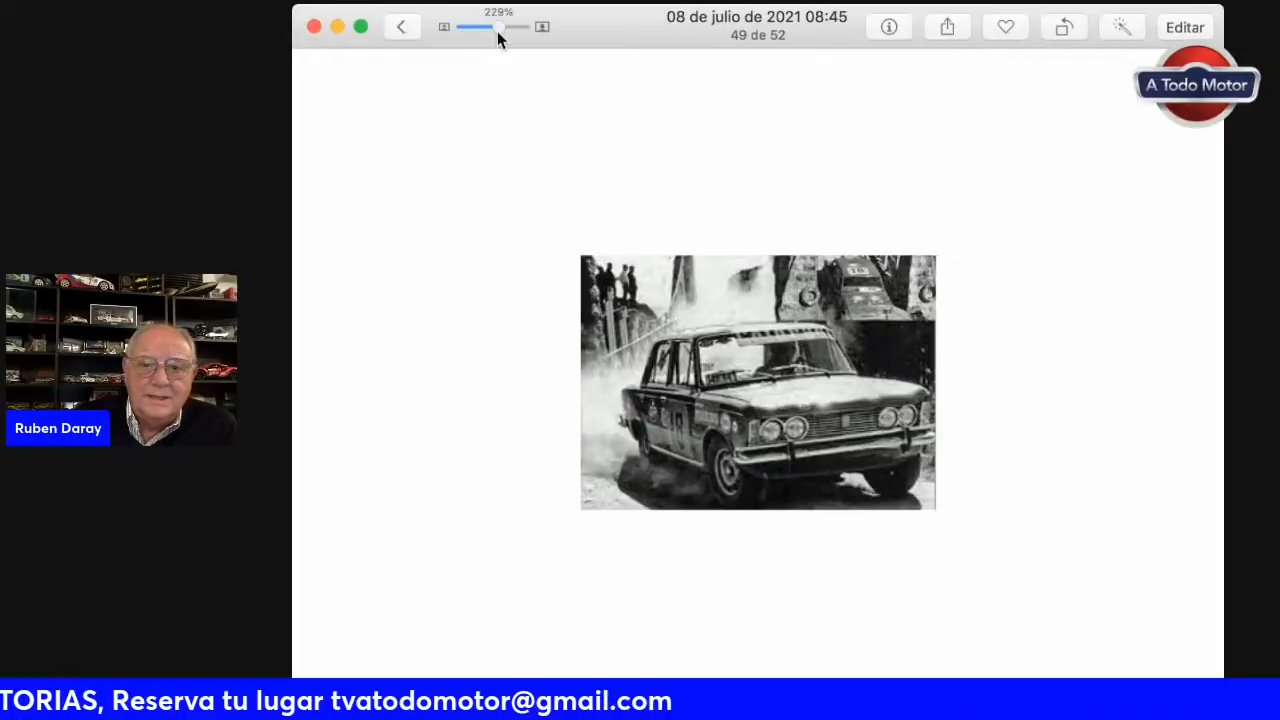 229%
08 de julio de 2021 08:45
49 de 52
Editar
A Todo Motor
Ruben Daray
TORIAS, Reserva tu lugar tvatodomotor@gmail.com